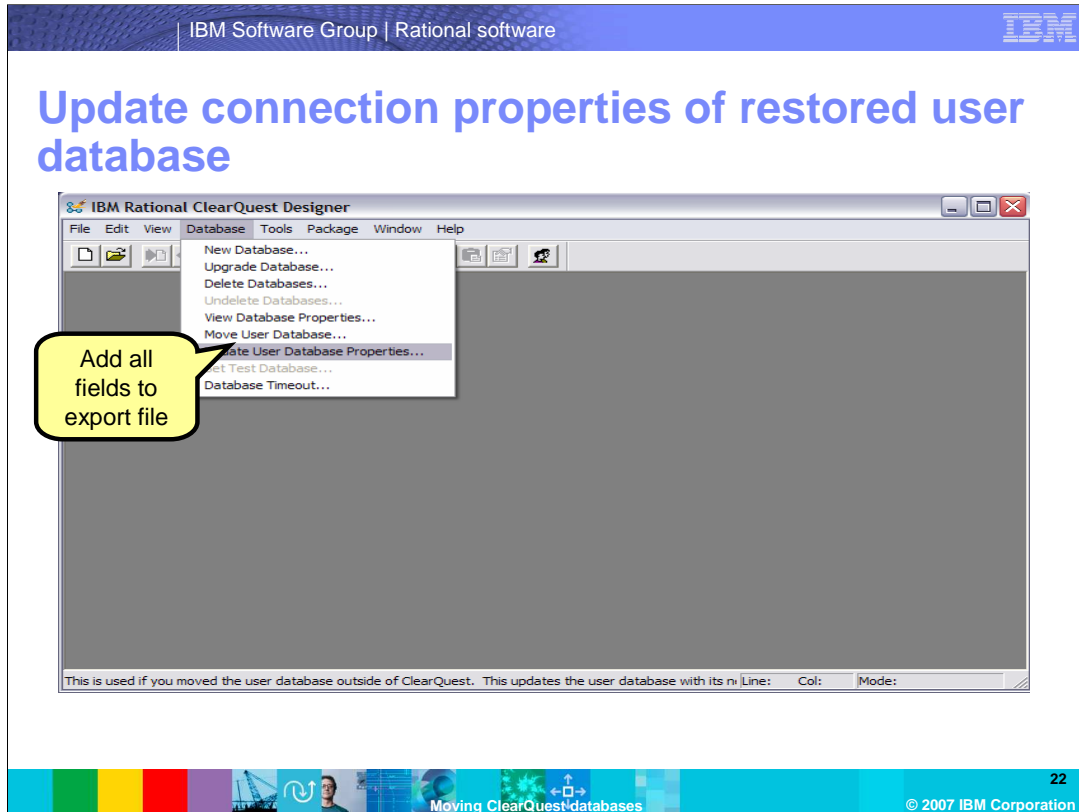 IBM Software Group | Rational software
IBM
Update connection properties of restored user
database
IBM Rational ClearQuest Designer
File Edit View Database Tools Package Window Help
New Database...
Upgrade Database...
Delete Databases...
Undelete Databases...
View Database Properties...
Move User Database...
ate User Database Properties...
et Test Database...
Database Timeout...
Add all
fields to
export file
This is used if you moved the user database outside of ClearQuest. This updates the user database with its n Line: Col: Mode:
22
Moving ClearQuest databases
© 2007 IBM Corporation